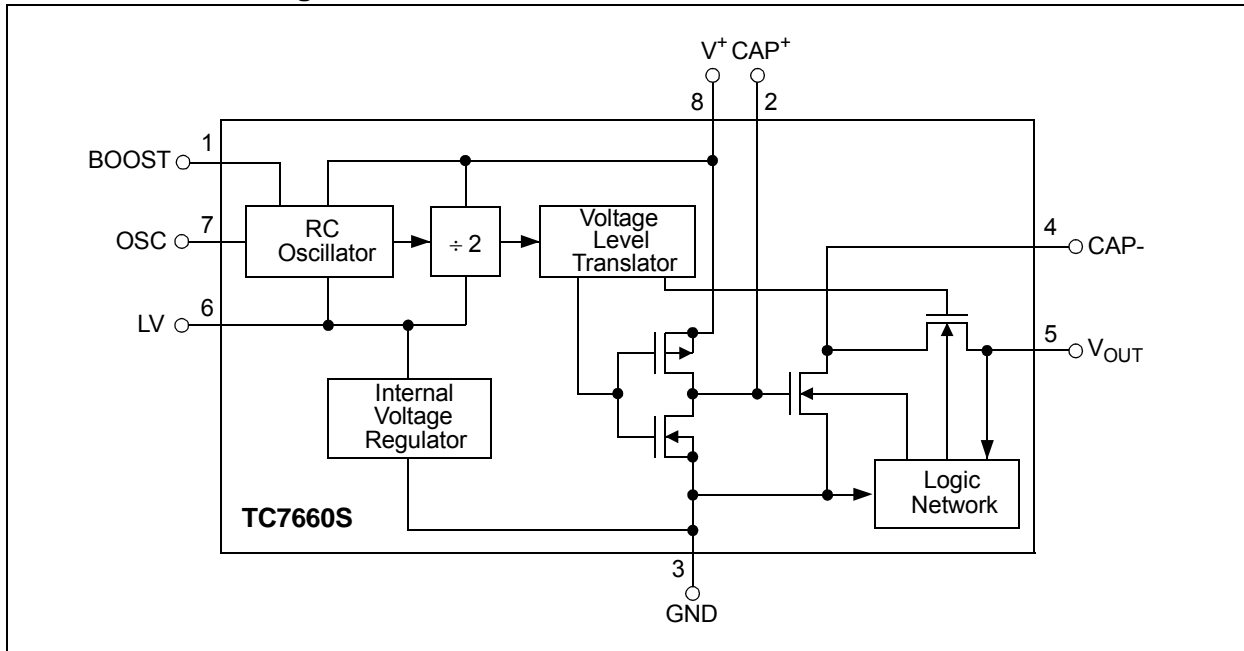 V+ CAP+
8 2
BOOST 1
OSC 7
LV 6
RC
Oscillator
÷ 2
Voltage
Level
Translator
4 CAP-
5 VOUT
Internal
Voltage
Regulator
Logic
Network
TC7660S
3
GND